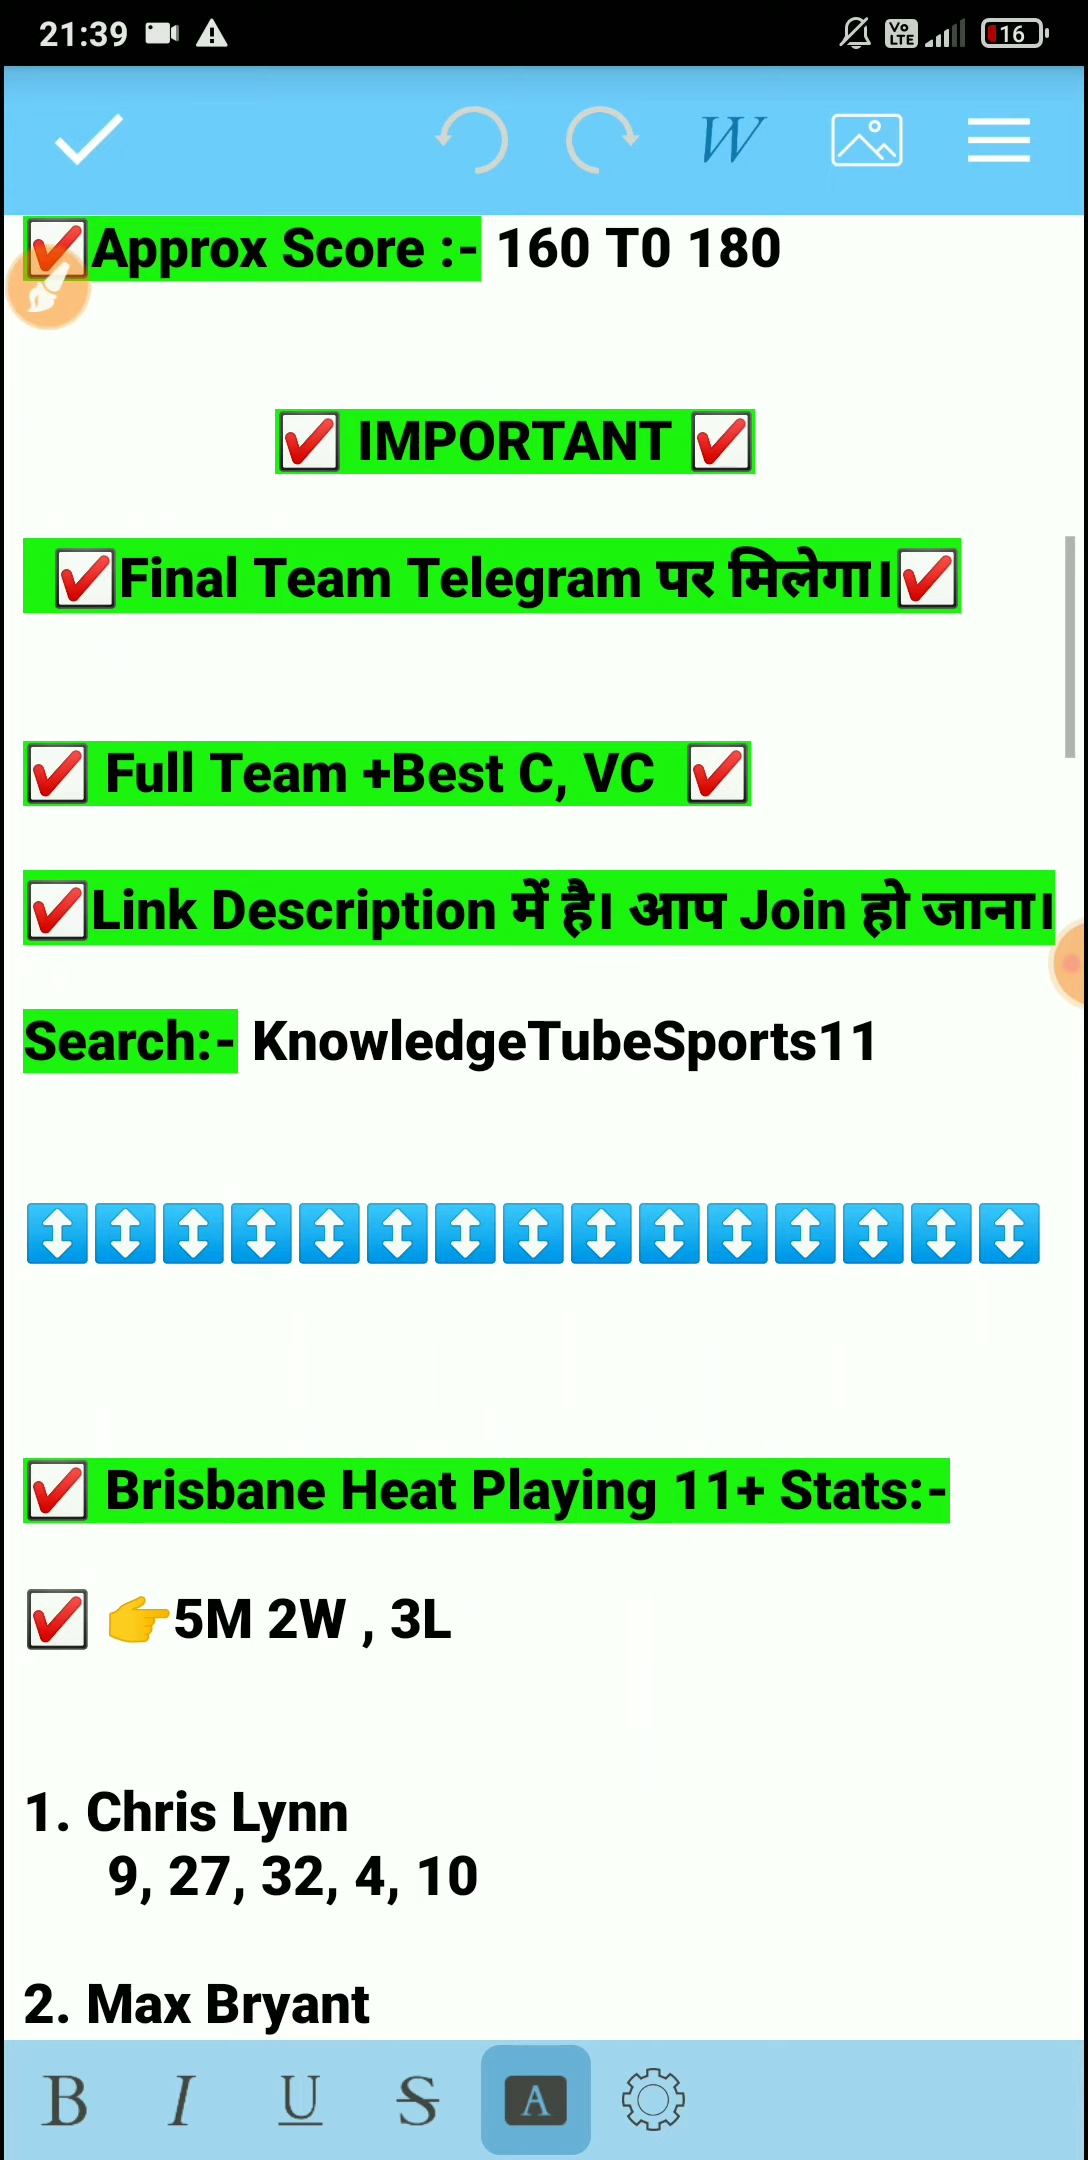 21:39
Vo LTE
16
W
Approx Score :- 160 T0 180
IMPORTANT
Final Team Telegram पर मिलेगा।
Full Team +Best C, VC
Link Description में है। आप Join हो जाना।
Search:- KnowledgeTubeSports11
Brisbane Heat Playing 11+ Stats:-
5M 2W , 3L
1. Chris Lynn
9, 27, 32, 4, 10
2. Max Bryant
B I U S A